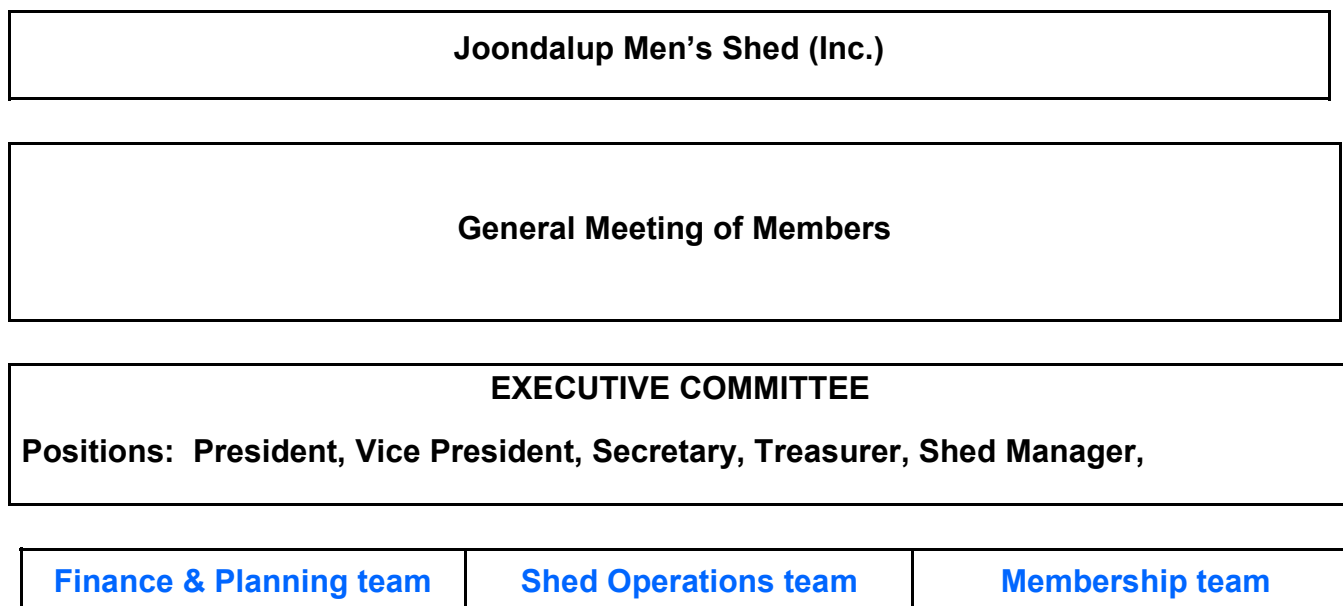 Joondalup Men’s Shed (Inc.)
General Meeting of Members
EXECUTIVE COMMITTEE
Positions:  President, Vice President, Secretary, Treasurer, Shed Manager,
Finance & Planning team
Shed Operations team
Membership team